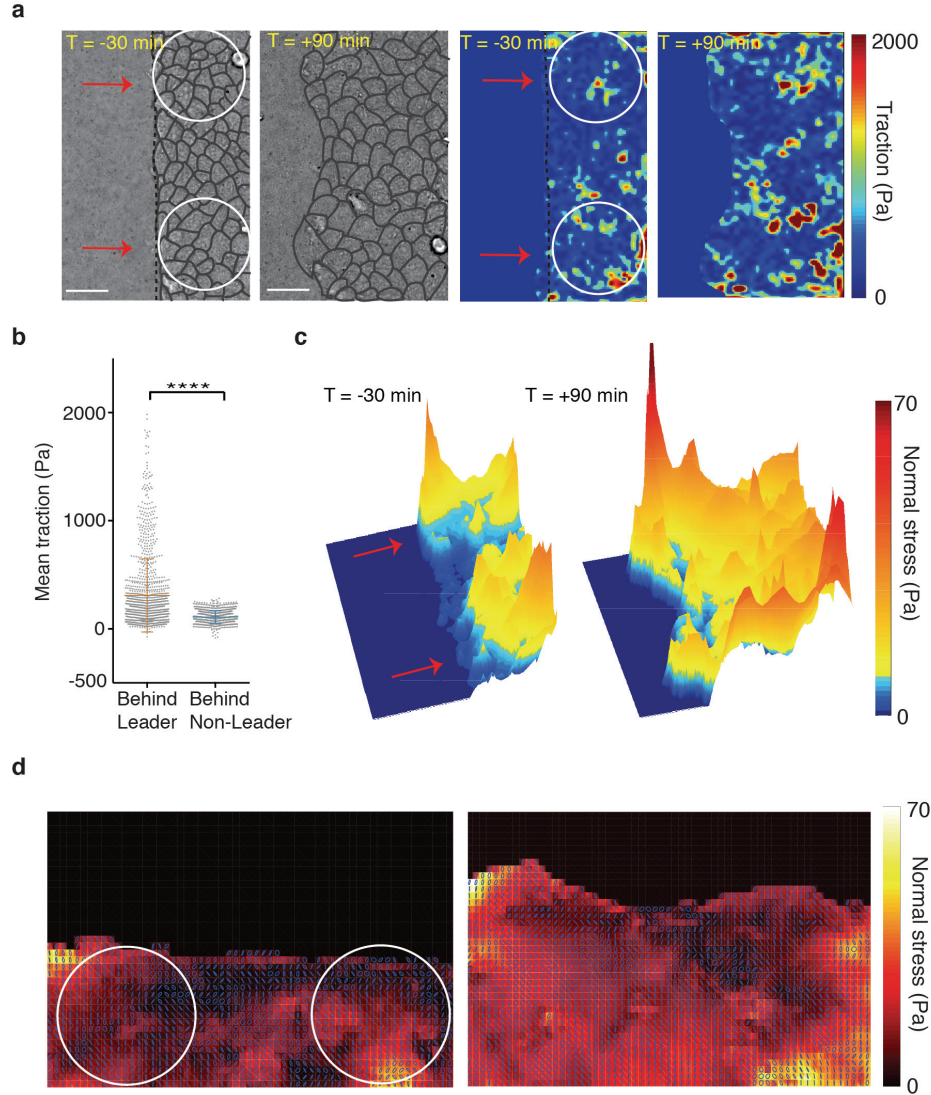 a
T = -30 min
T = +90 min
T = -30 min
T = +90 min
2000
Traction (Pa)
0
b
****
2000
1000
0
-500
Mean traction (Pa)
Behind
Leader
Behind
Non-Leader
c
T = -30 min
T = +90 min
70
Normal stress (Pa)
0
d
70
Normal stress (Pa)
0